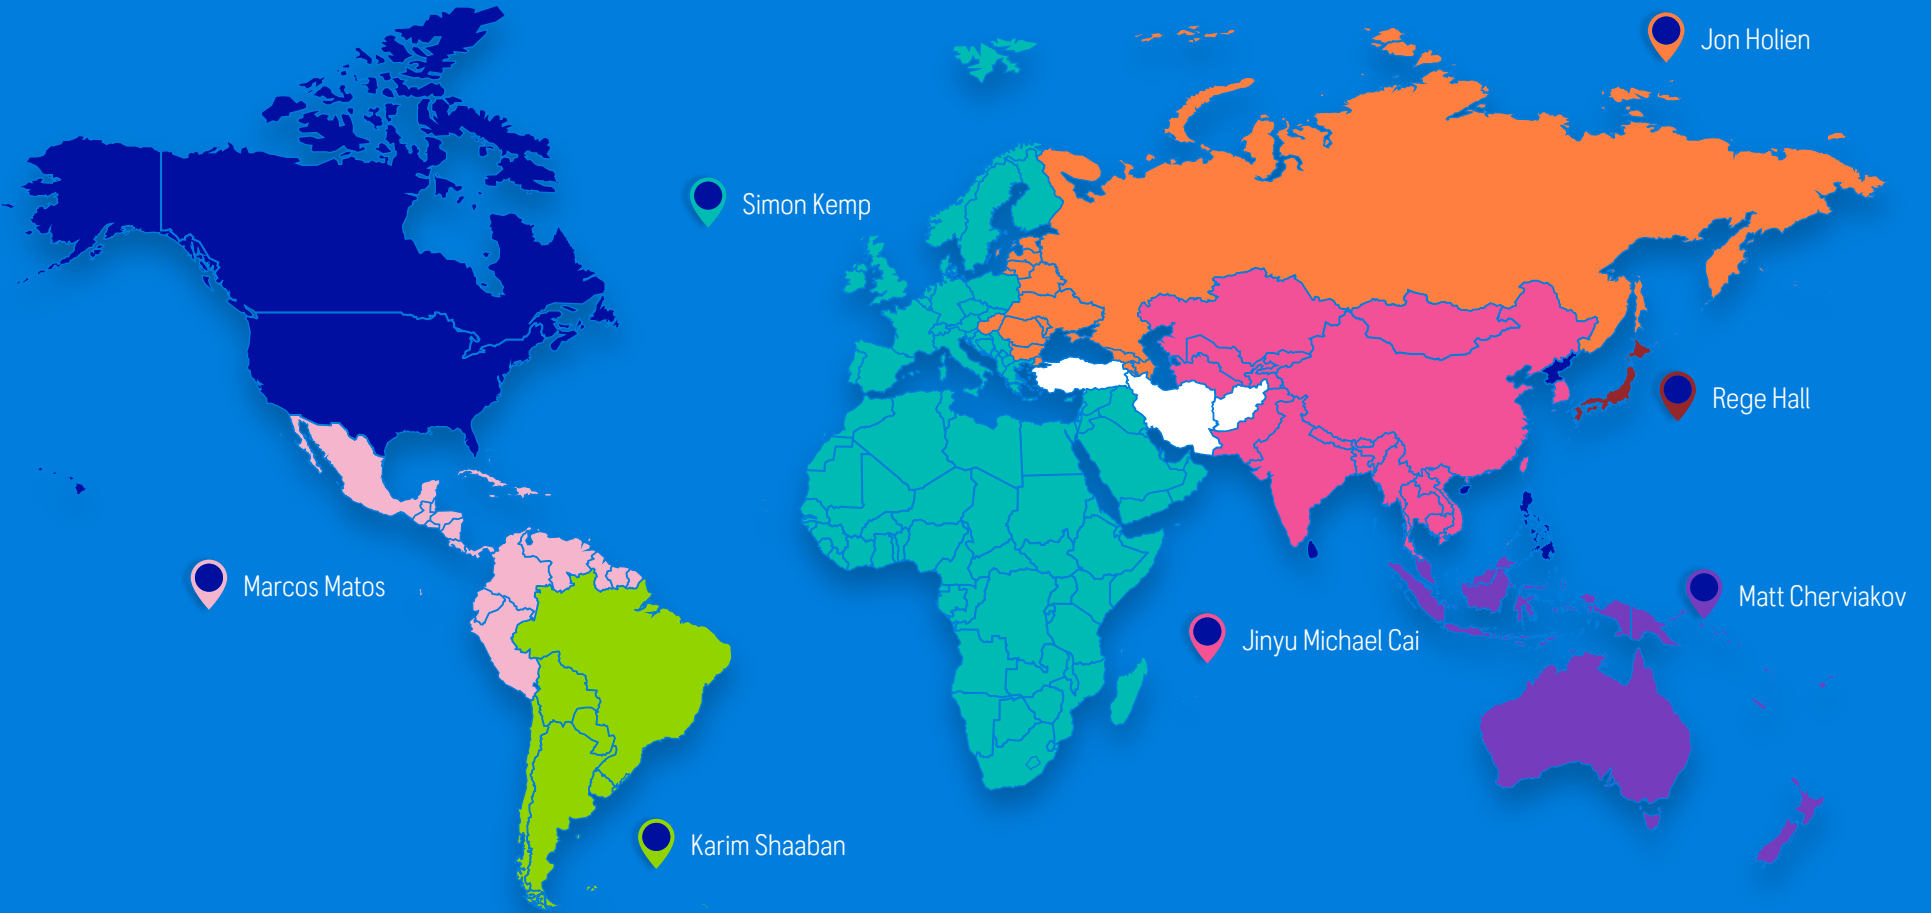 Jon Holien
Simon Kemp
Rege Hall
Marcos Matos
Matt Cherviakov
Jinyu Michael Cai
Karim Shaaban